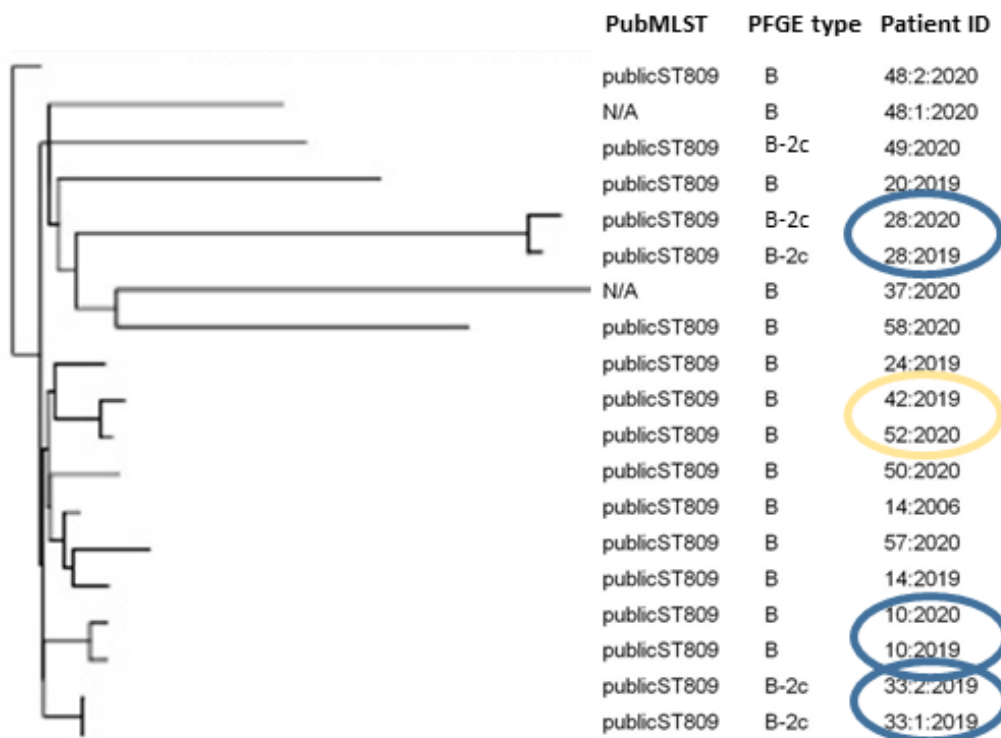 PubMLST PFGE type Patient ID
publicST809 B 48:2:2020
N/A B 48:1:2020
publicST809 B-2c 49:2020
publicST809 B 20:2019
publicST809 B-2c 28:2020
publicST809 B-2c 28:2019
N/A B 37:2020
publicST809 B 58:2020
publicST809 B 24:2019
publicST809 B 42:2019
publicST809 B 52:2020
publicST809 B 50:2020
publicST809 B 14:2006
publicST809 B 57:2020
publicST809 B 14:2019
publicST809 B 10:2020
publicST809 B 10:2019
publicST809 B-2c 33:2:2019
publicST809 B-2c 33:1:2019